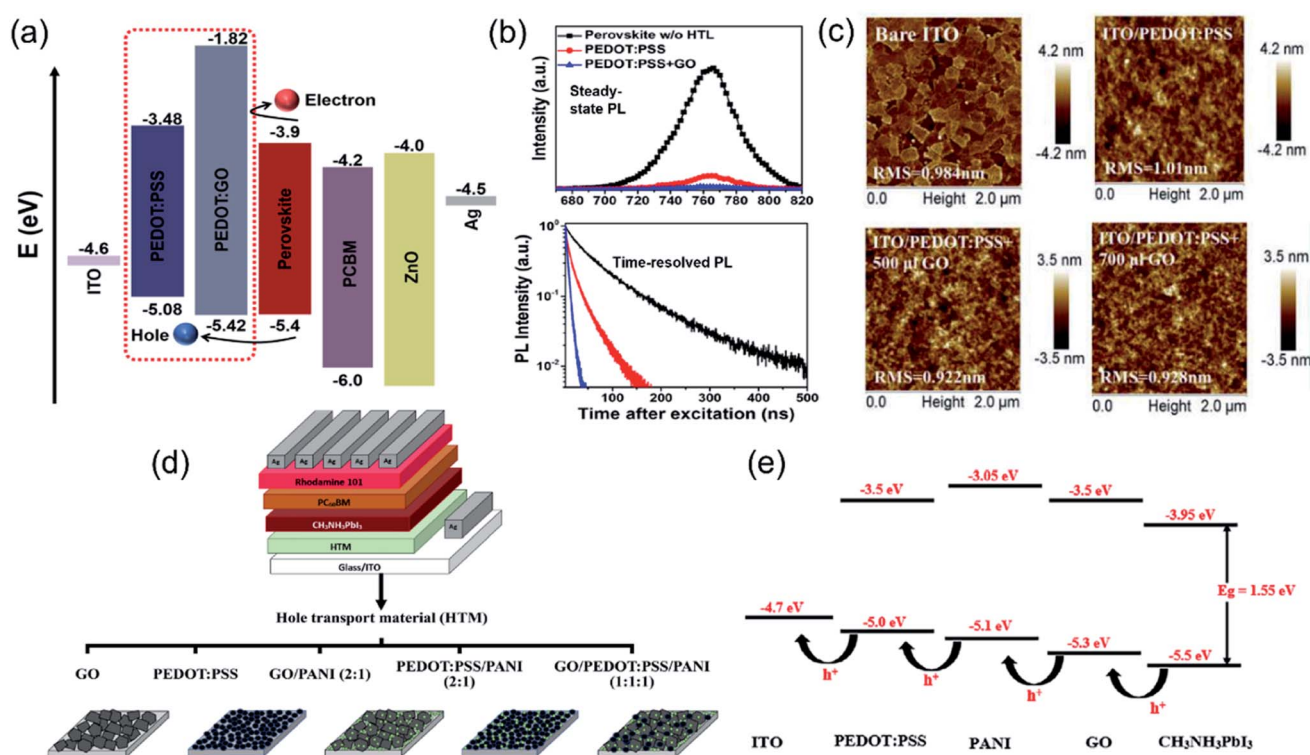 (a)
E (eV)
ITO
-4.6
PEDOT:PSS
-3.48
-5.08
PEDOT:GO
-1.82
-5.42
Perovskite
-3.9
-5.4
PCBM
-4.2
-6.0
ZnO
-4.0
Ag
-4.5
Electron
Hole
(b)
Intensity (a.u.)
Perovskite w/o HTL
PEDOT:PSS
PEDOT:PSS+GO
Steady-
state PL
680 700 720 740 760 780 800 820
PL Intensity (a.u.)
10⁰
10⁻¹
10⁻²
Time-resolved PL
0 100 200 300 400 500
Time after excitation (ns)
(c)
Bare ITO
RMS=0.984nm
0.0 Height 2.0 µm
4.2 nm
-4.2 nm
ITO/PEDOT:PSS
RMS=1.01nm
0.0 Height 2.0 µm
4.2 nm
-4.2 nm
ITO/PEDOT:PSS+
500 µl GO
RMS=0.922nm
0.0 Height 2.0 µm
3.5 nm
-3.5 nm
ITO/PEDOT:PSS+
700 µl GO
RMS=0.928nm
0.0 Height 2.0 µm
3.5 nm
-3.5 nm
(d)
Ag Ag Ag Ag Ag
Rhodamine 101
PC₆₀BM
CH₃NH₃PbI₃
Ag
HTM
Glass/ITO
Hole transport material (HTM)
GO
PEDOT:PSS
GO/PANI (2:1)
PEDOT:PSS/PANI
(2:1)
GO/PEDOT:PSS/PANI
(1:1:1)
(e)
-3.5 eV
-3.05 eV
-3.5 eV
-3.95 eV
Eg = 1.55 eV
-4.7 eV
-5.0 eV
-5.1 eV
-5.3 eV
-5.5 eV
h⁺
h⁺
h⁺
h⁺
ITO
PEDOT:PSS
PANI
GO
CH₃NH₃PbI₃